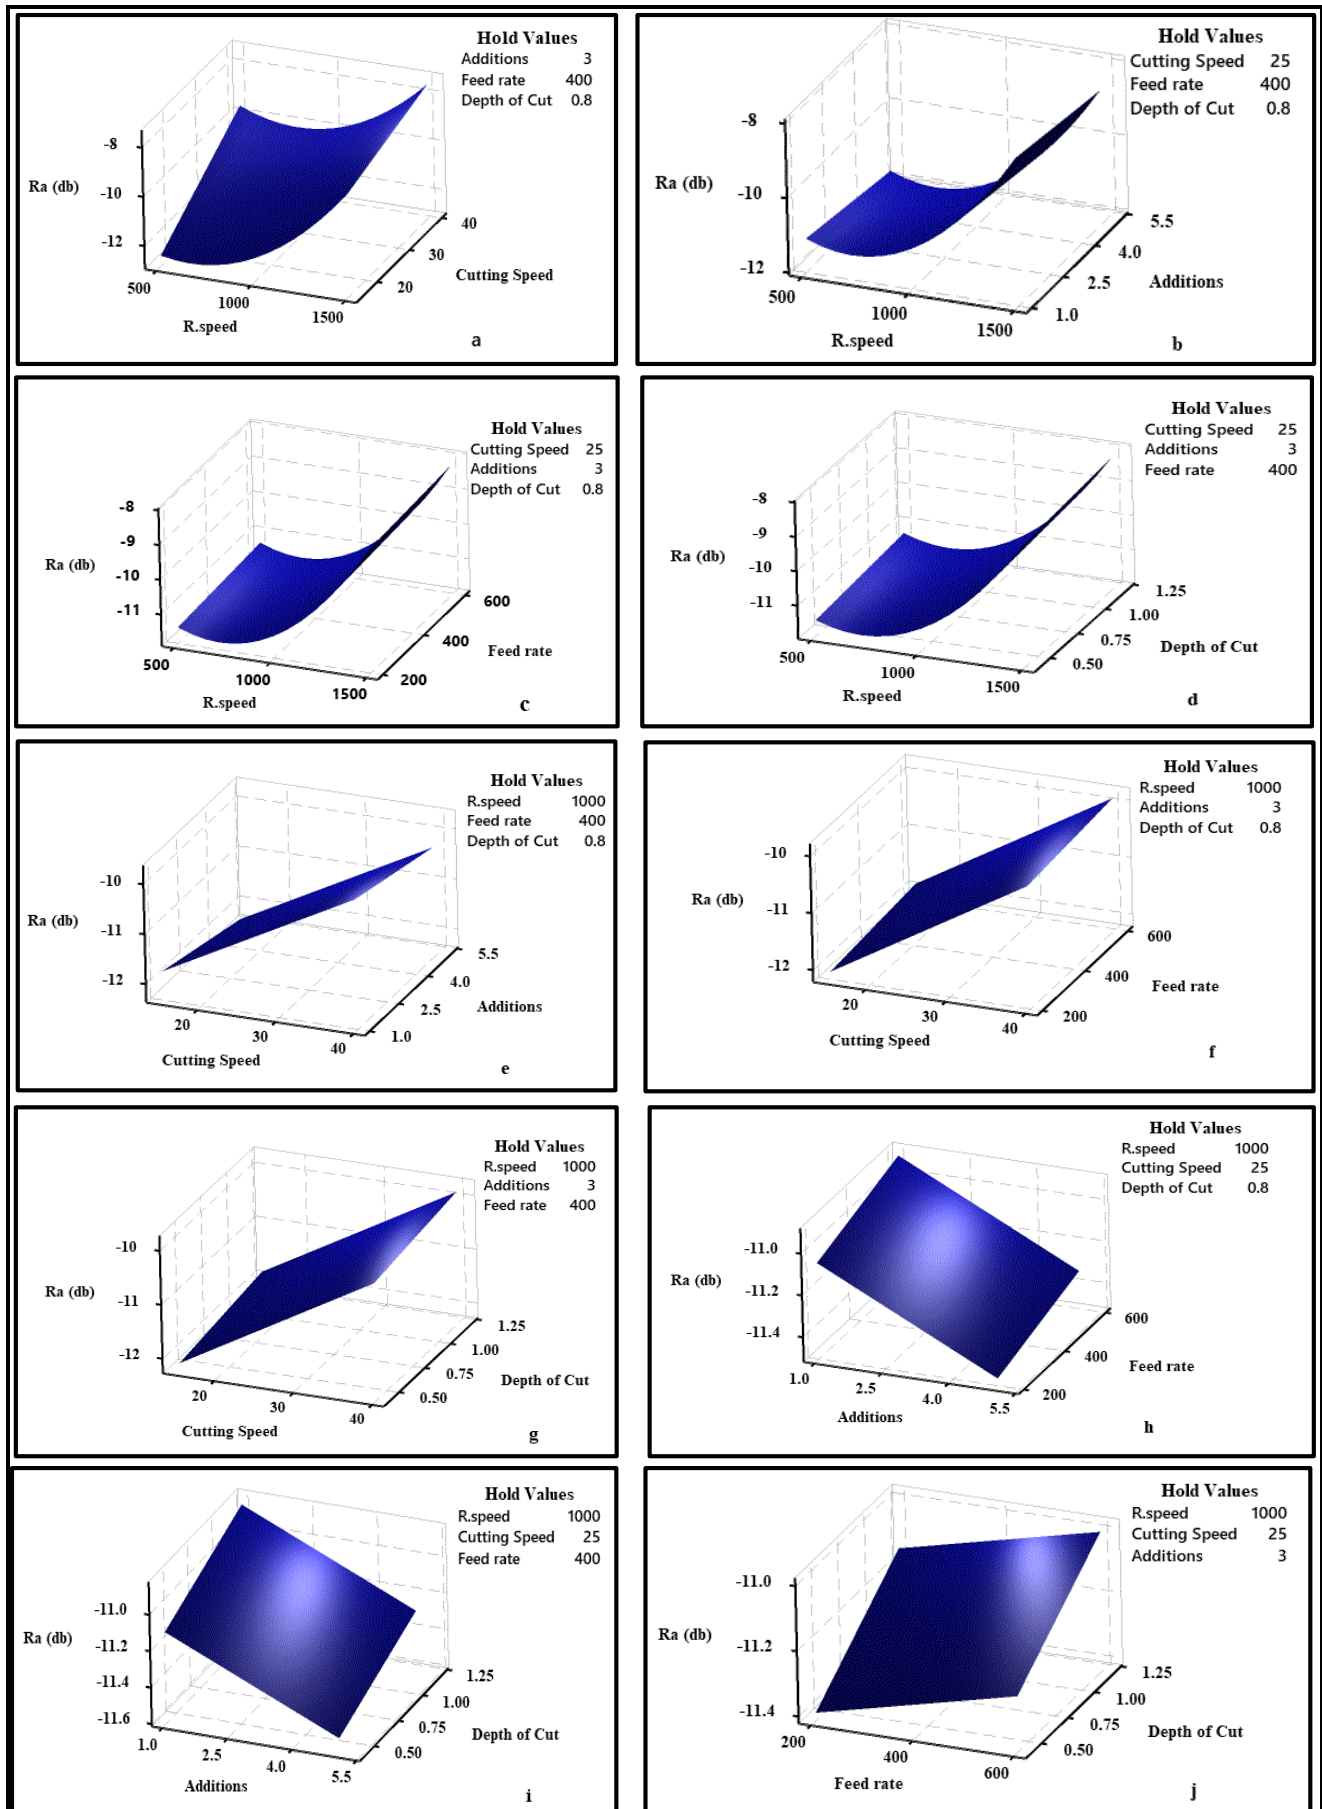 Hold Values
Additions 3
Feed rate 400
Depth of Cut 0.8
-8
Ra (db)
-10
-12
40
30
Cutting Speed
20
500
1000
1500
R.speed
a
Hold Values
Cutting Speed 25
Feed rate 400
Depth of Cut 0.8
-8
Ra (db)
-10
-12
5.5
4.0
2.5
Additions
1.0
500
1000
1500
R.speed
b
Hold Values
Cutting Speed 25
Additions 3
Depth of Cut 0.8
-8
-9
Ra (db)
-10
-11
600
400
Feed rate
200
500
1000
1500
R.speed
c
Hold Values
Cutting Speed 25
Additions 3
Feed rate 400
-8
-9
Ra (db)
-10
-11
1.25
1.00
0.75
Depth of Cut
0.50
500
1000
1500
R.speed
d
Hold Values
R.speed 1000
Feed rate 400
Depth of Cut 0.8
-10
Ra (db)
-11
-12
5.5
4.0
2.5
Additions
1.0
20
30
40
Cutting Speed
e
Hold Values
R.speed 1000
Additions 3
Depth of Cut 0.8
-10
Ra (db)
-11
-12
600
400
Feed rate
200
20
30
40
Cutting Speed
f
Hold Values
R.speed 1000
Additions 3
Feed rate 400
-10
Ra (db)
-11
-12
1.25
1.00
0.75
Depth of Cut
0.50
20
30
40
Cutting Speed
g
Hold Values
R.speed 1000
Cutting Speed 25
Depth of Cut 0.8
-11.0
Ra (db)
-11.2
-11.4
600
400
Feed rate
200
1.0
2.5
4.0
5.5
Additions
h
Hold Values
R.speed 1000
Cutting Speed 25
Feed rate 400
-11.0
Ra (db)
-11.2
-11.4
-11.6
1.25
1.00
0.75
Depth of Cut
0.50
1.0
2.5
4.0
5.5
Additions
i
Hold Values
R.speed 1000
Cutting Speed 25
Additions 3
-11.0
Ra (db)
-11.2
-11.4
1.25
1.00
0.75
Depth of Cut
0.50
200
400
600
Feed rate
j